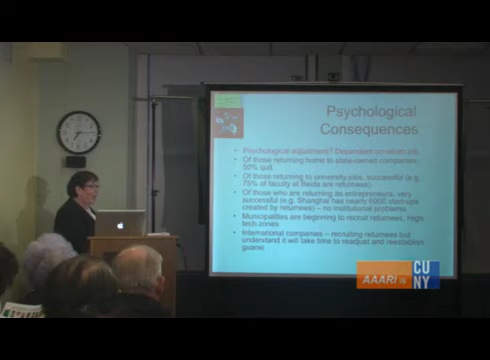 Psychological
Consequences
• Psychological adjustment? Dependent on return job
• Of those returning home to state-owned companies
50% quit
• Of those returning to university jobs, successful (e.g.
75% of faculty at Beida are returnees)
• Of those who are returning as entrepreneurs, very
successful (e.g. Shanghai has nearly 6000 start-ups
created by returnees) – no institutional problems
• Municipalities are beginning to recruit returnees. High
tech zones
• International companies – recruiting returnees but
understand it will take time to readjust and reestablish
guanxi
AAARI
CU
NY